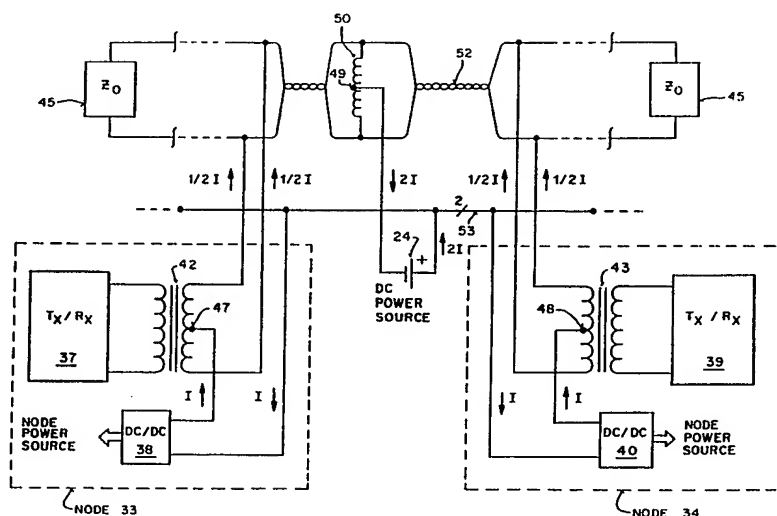 50
52
49
Z0
45
Z0
45
1/2 I
1/2 I
2I
1/2I
1/2 I
2
53
24
+
2I
DC POWER
SOURCE
42
47
TX / RX
37
43
48
TX / RX
39
I
I
I
I
NODE
POWER
SOURCE
DC/DC
38
DC/DC
40
NODE
POWER
SOURCE
NODE 33
NODE 34